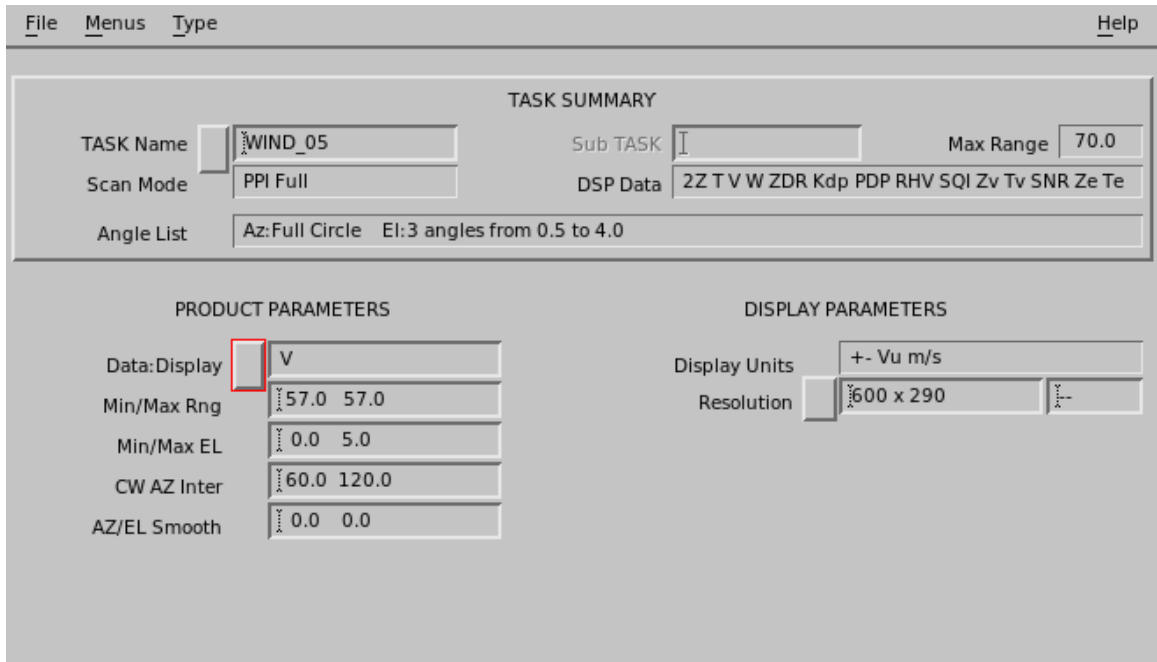 File Menus Type Help
TASK SUMMARY
TASK Name WIND_05 Sub TASK Max Range 70.0
Scan Mode PPI Full DSP Data 2Z T V W ZDR Kdp PDP RHV SQI Zv Tv SNR Ze Te
Angle List Az:Full Circle El:3 angles from 0.5 to 4.0
PRODUCT PARAMETERS DISPLAY PARAMETERS
Data:Display V Display Units +- Vu m/s
Min/Max Rng 57.0 57.0 Resolution 600 x 290 --
Min/Max EL 0.0 5.0
CW AZ Inter 60.0 120.0
AZ/EL Smooth 0.0 0.0